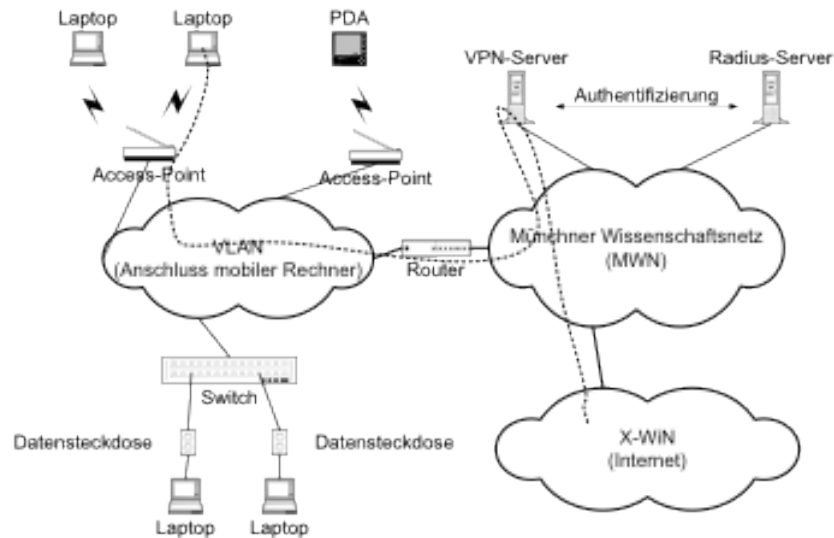 Laptop
Laptop
PDA
VPN-Server
Radius-Server
Authentifizierung
Access-Point
Access-Point
VLAN
(Anschluss mobiler Rechner)
Router
Münchner Wissenschaftsnetz
(MWN)
Switch
Datensteckdose
Datensteckdose
X-WiN
(Internet)
Laptop
Laptop